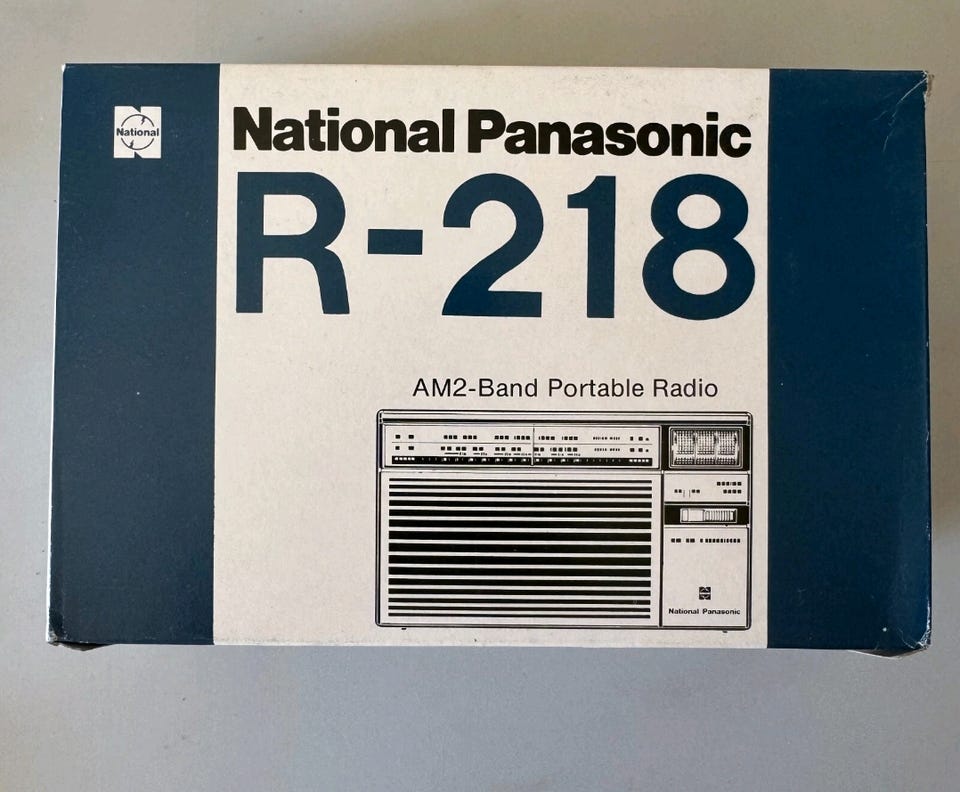 National
National Panasonic
R-218
AM2-Band Portable Radio
National Panasonic